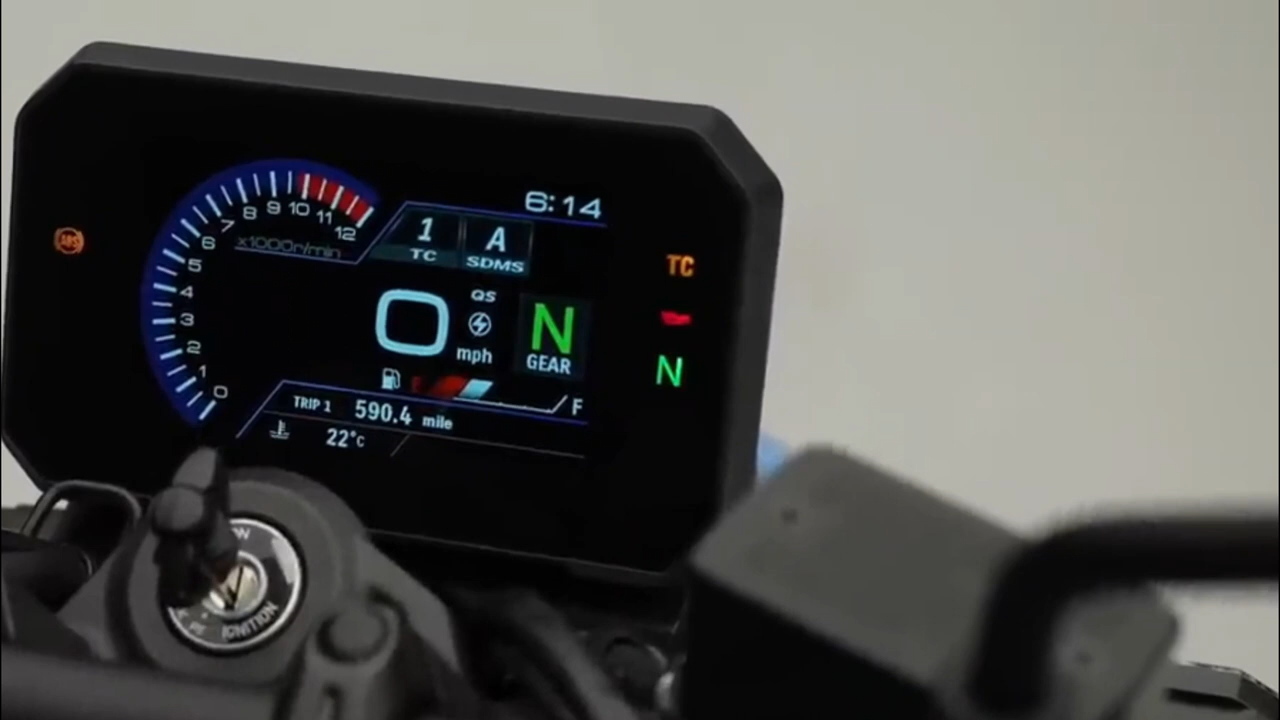 6:14
ABS
0 1 2 3 4 5 6 7 8 9 10 11 12
x1000r/min
1
TC
A
SDMS
TC
0
QS
mph
N
GEAR
N
E
F
TRIP 1 590.4 mile
22°C
IGNITION